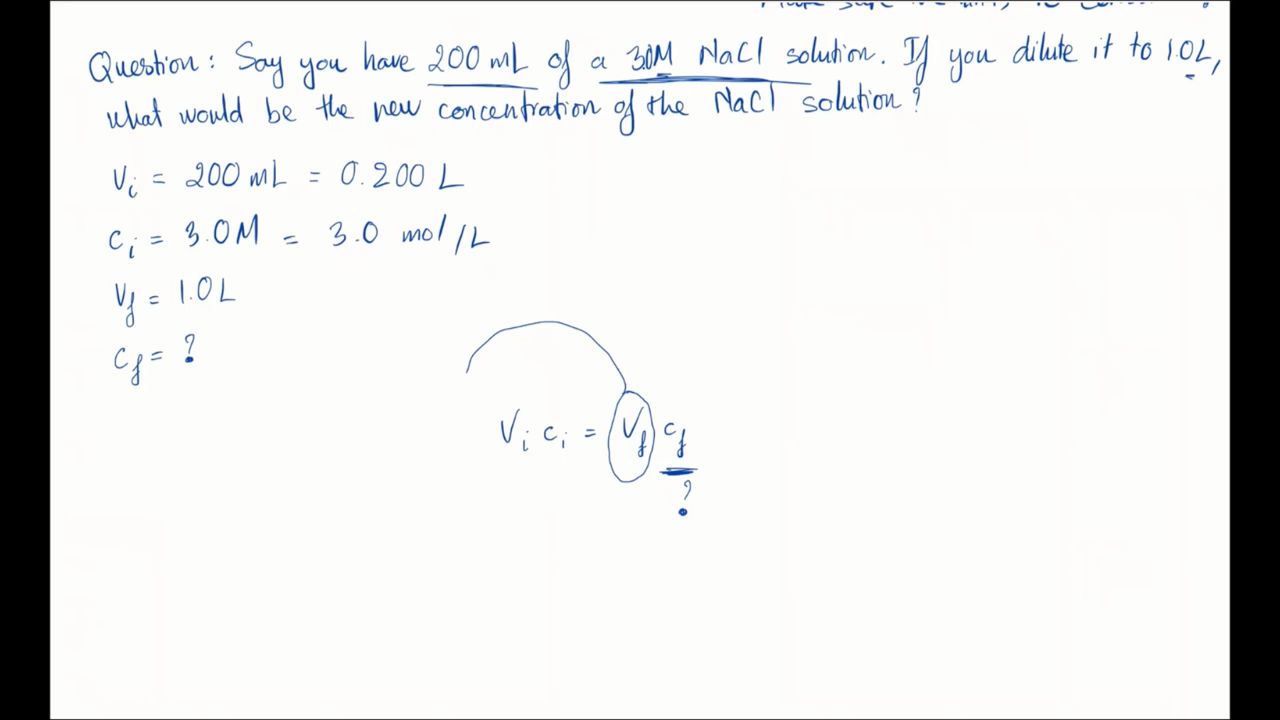 Question: Say you have 200 mL of a 3.0M NaCl solution. If you dilute it to 1.0L,
what would be the new concentration of the NaCl solution?
Vi = 200 mL = 0.200 L
ci = 3.0M = 3.0 mol/L
Vf = 1.0L
cf = ?
Vi ci = Vf cf
?